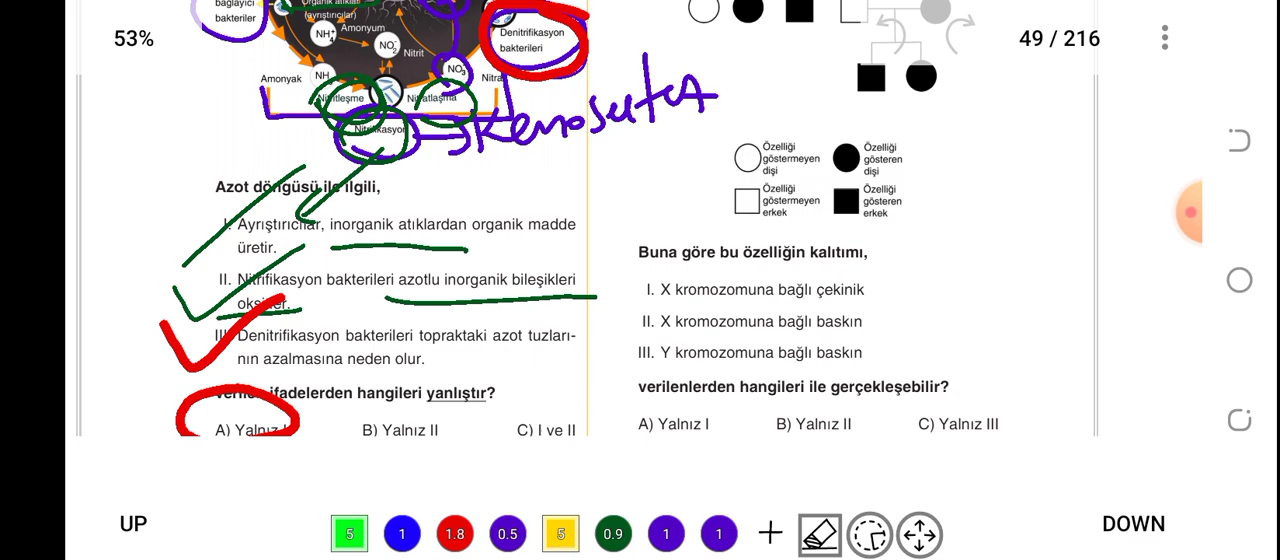 bağlayıcı
bakteriler
Organik atıklar
(ayrıştırıcılar)
NH₄⁺
Amonyum
NO₂⁻
Nitrit
Denitrifikasyon
bakterileri
NO₃⁻
Amonyak
NH
Nitra
Nitritleşme
Nitratlaşma
Nitrifikasyon
53%
49 / 216
Azot döngüsü ile ilgili,
I. Ayrıştırıcılar, inorganik atıklardan organik madde
üretir.
II. Nitrifikasyon bakterileri azotlu inorganik bileşikleri
oksitler.
III. Denitrifikasyon bakterileri topraktaki azot tuzları-
nın azalmasına neden olur.
verilen ifadelerden hangileri yanlıştır?
A) Yalnız I
B) Yalnız II
C) I ve II
Özelliği
göstermeyen
dişi
Özelliği
gösteren
dişi
Özelliği
göstermeyen
erkek
Özelliği
gösteren
erkek
Buna göre bu özelliğin kalıtımı,
I. X kromozomuna bağlı çekinik
II. X kromozomuna bağlı baskın
III. Y kromozomuna bağlı baskın
verilenlerden hangileri ile gerçekleşebilir?
A) Yalnız I
B) Yalnız II
C) Yalnız III
UP
5
1
1.8
0.5
5
0.9
1
1
DOWN